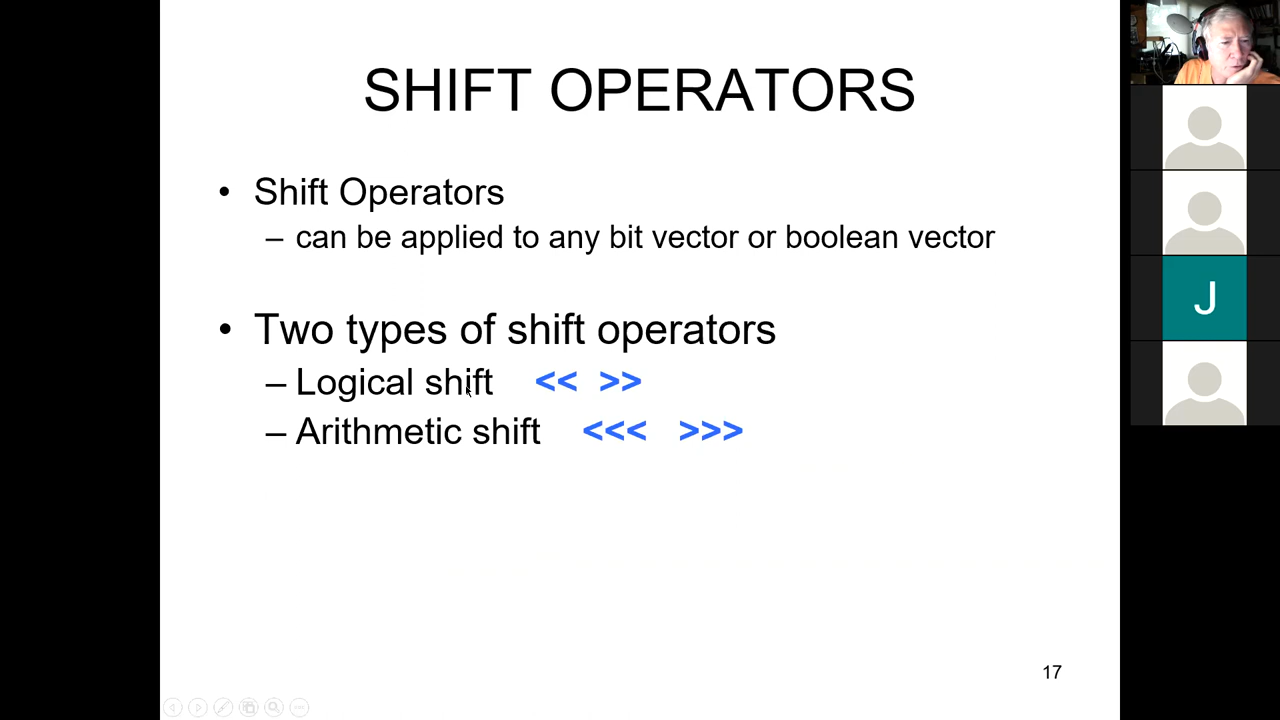 SHIFT OPERATORS
• Shift Operators
– can be applied to any bit vector or boolean vector
• Two types of shift operators
– Logical shift << >>
– Arithmetic shift <<< >>>
17
J